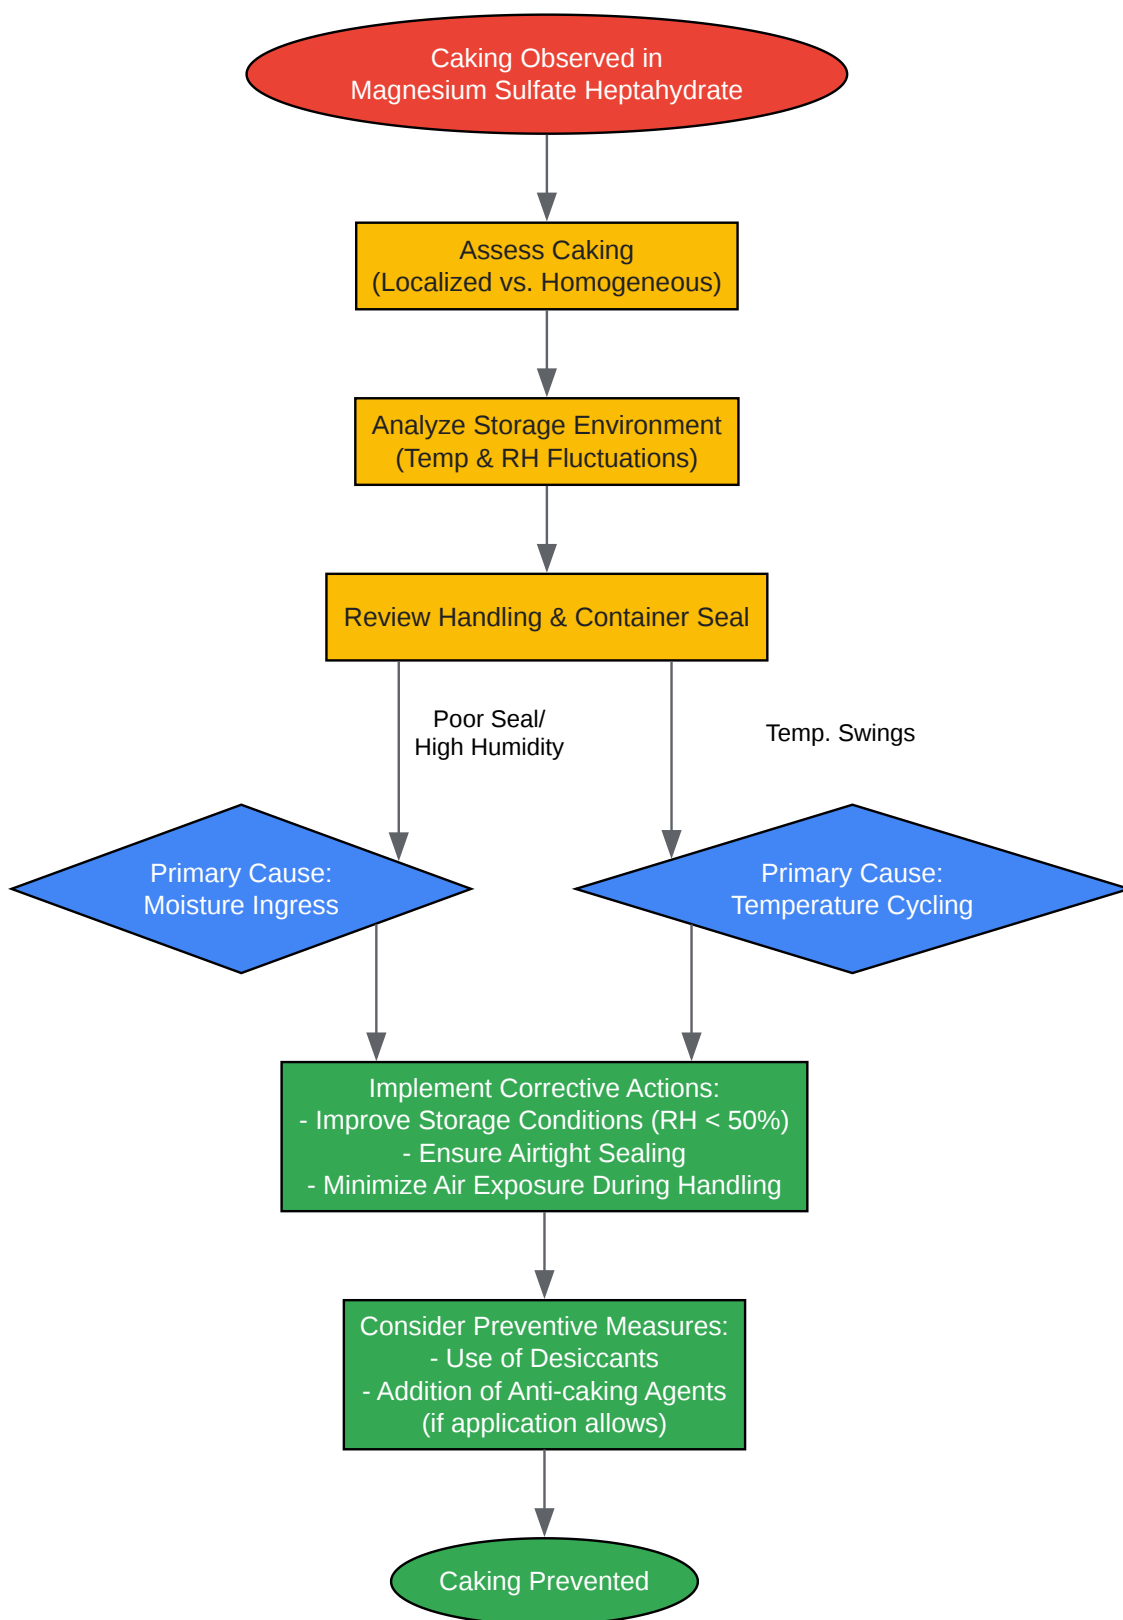 Caking Observed in
Magnesium Sulfate Heptahydrate
Assess Caking
(Localized vs. Homogeneous)
Analyze Storage Environment
(Temp & RH Fluctuations)
Review Handling & Container Seal
Poor Seal/
High Humidity
Temp. Swings
Primary Cause:
Moisture Ingress
Primary Cause:
Temperature Cycling
Implement Corrective Actions:
- Improve Storage Conditions (RH < 50%)
- Ensure Airtight Sealing
- Minimize Air Exposure During Handling
Consider Preventive Measures:
- Use of Desiccants
- Addition of Anti-caking Agents
(if application allows)
Caking Prevented